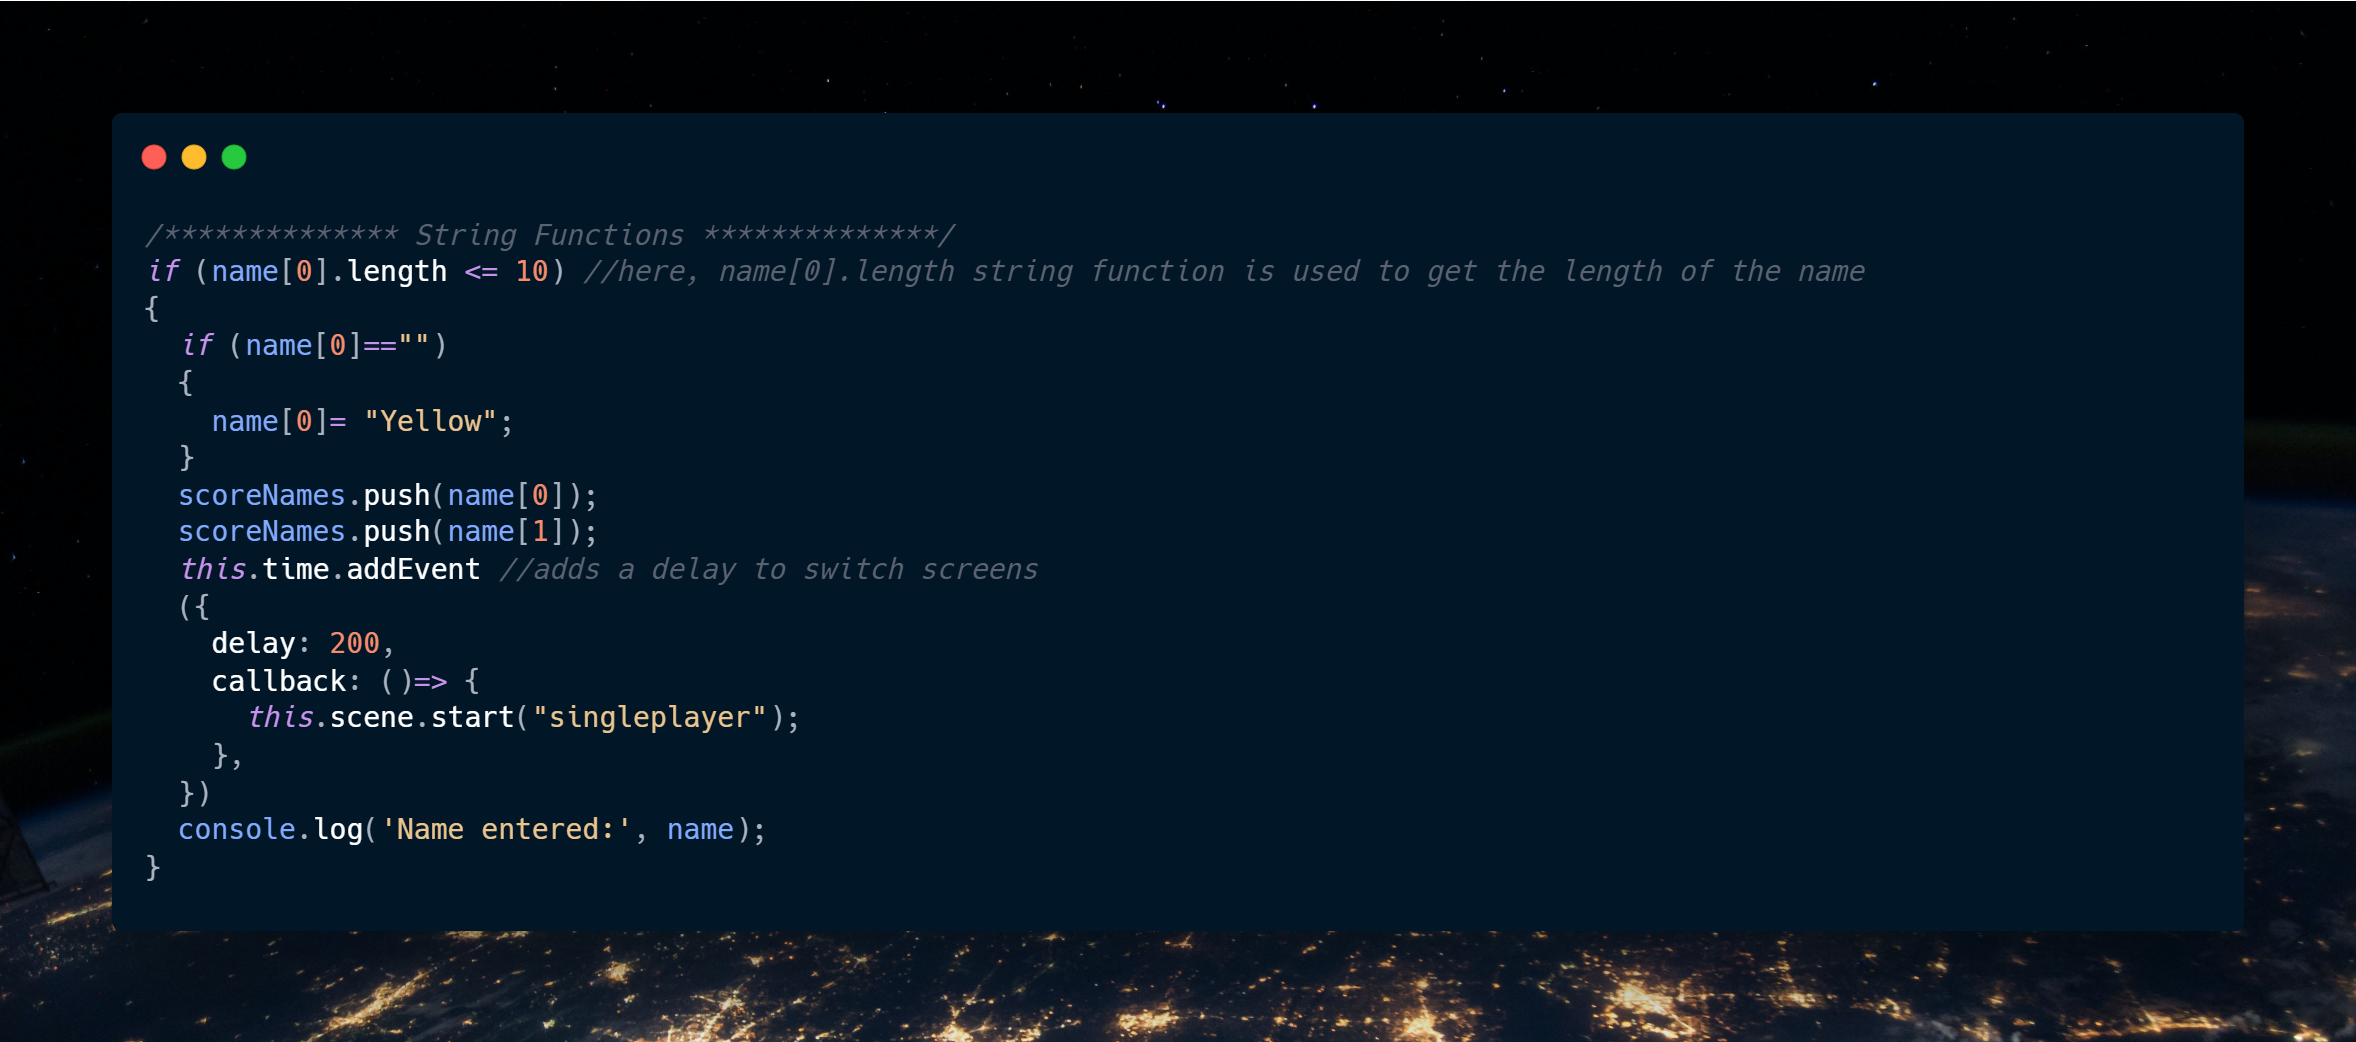 /************** String Functions **************/
if (name[0].length <= 10) //here, name[0].length string function is used to get the length of the name
{
  if (name[0]=="")
  {
    name[0]= "Yellow";
  }
  scoreNames.push(name[0]);
  scoreNames.push(name[1]);
  this.time.addEvent //adds a delay to switch screens
  ({
    delay: 200,
    callback: ()=> {
      this.scene.start("singleplayer");
    },
  })
  console.log('Name entered:', name);
}